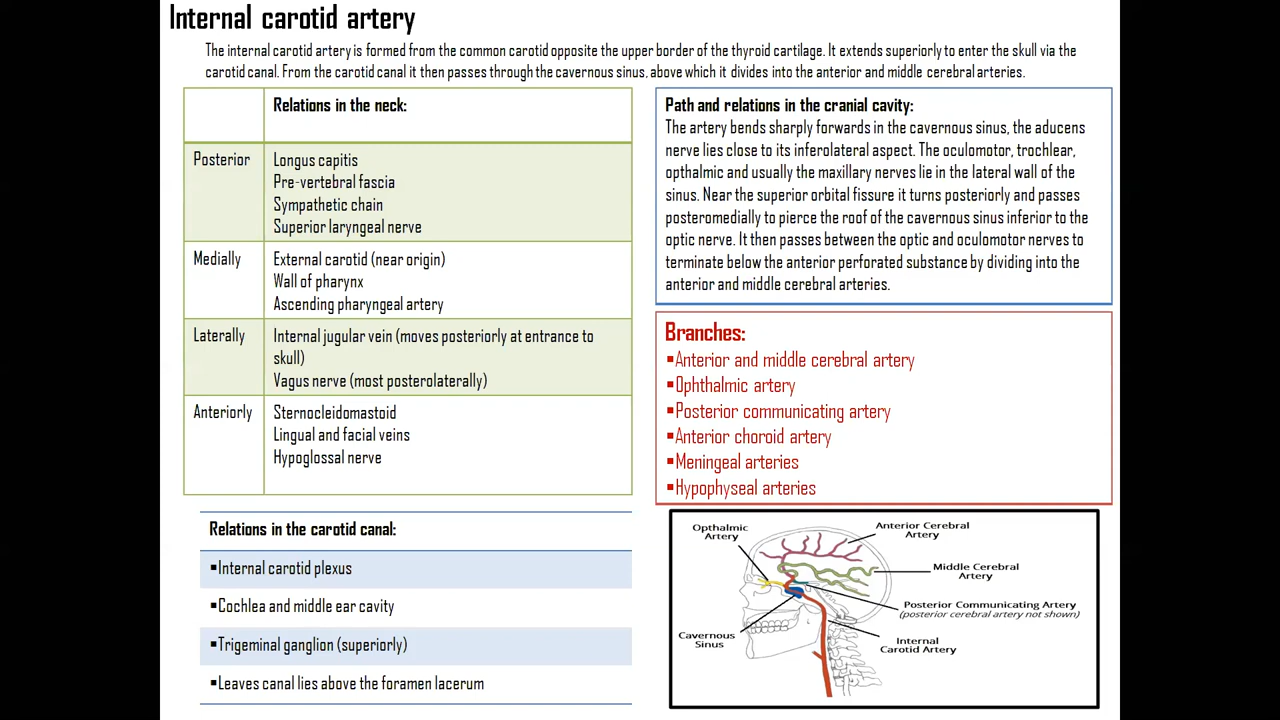 Internal carotid artery
The internal carotid artery is formed from the common carotid opposite the upper border of the thyroid cartilage. It extends superiorly to enter the skull via the
carotid canal. From the carotid canal it then passes through the cavernous sinus, above which it divides into the anterior and middle cerebral arteries.
Relations in the neck:
Posterior
Longus capitis
Pre-vertebral fascia
Sympathetic chain
Superior laryngeal nerve
Medially
External carotid (near origin)
Wall of pharynx
Ascending pharyngeal artery
Laterally
Internal jugular vein (moves posteriorly at entrance to
skull)
Vagus nerve (most posterolaterally)
Anteriorly
Sternocleidomastoid
Lingual and facial veins
Hypoglossal nerve
Relations in the carotid canal:
▪Internal carotid plexus
▪Cochlea and middle ear cavity
▪Trigeminal ganglion (superiorly)
▪Leaves canal lies above the foramen lacerum
Path and relations in the cranial cavity:
The artery bends sharply forwards in the cavernous sinus, the aducens
nerve lies close to its inferolateral aspect. The oculomotor, trochlear,
opthalmic and usually the maxillary nerves lie in the lateral wall of the
sinus. Near the superior orbital fissure it turns posteriorly and passes
posteromedially to pierce the roof of the cavernous sinus inferior to the
optic nerve. It then passes between the optic and oculomotor nerves to
terminate below the anterior perforated substance by dividing into the
anterior and middle cerebral arteries.
Branches:
▪Anterior and middle cerebral artery
▪Ophthalmic artery
▪Posterior communicating artery
▪Anterior choroid artery
▪Meningeal arteries
▪Hypophyseal arteries
Opthalmic
Artery
Anterior Cerebral
Artery
Middle Cerebral
Artery
Posterior Communicating Artery
(posterior cerebral artery not shown)
Cavernous
Sinus
Internal
Carotid Artery